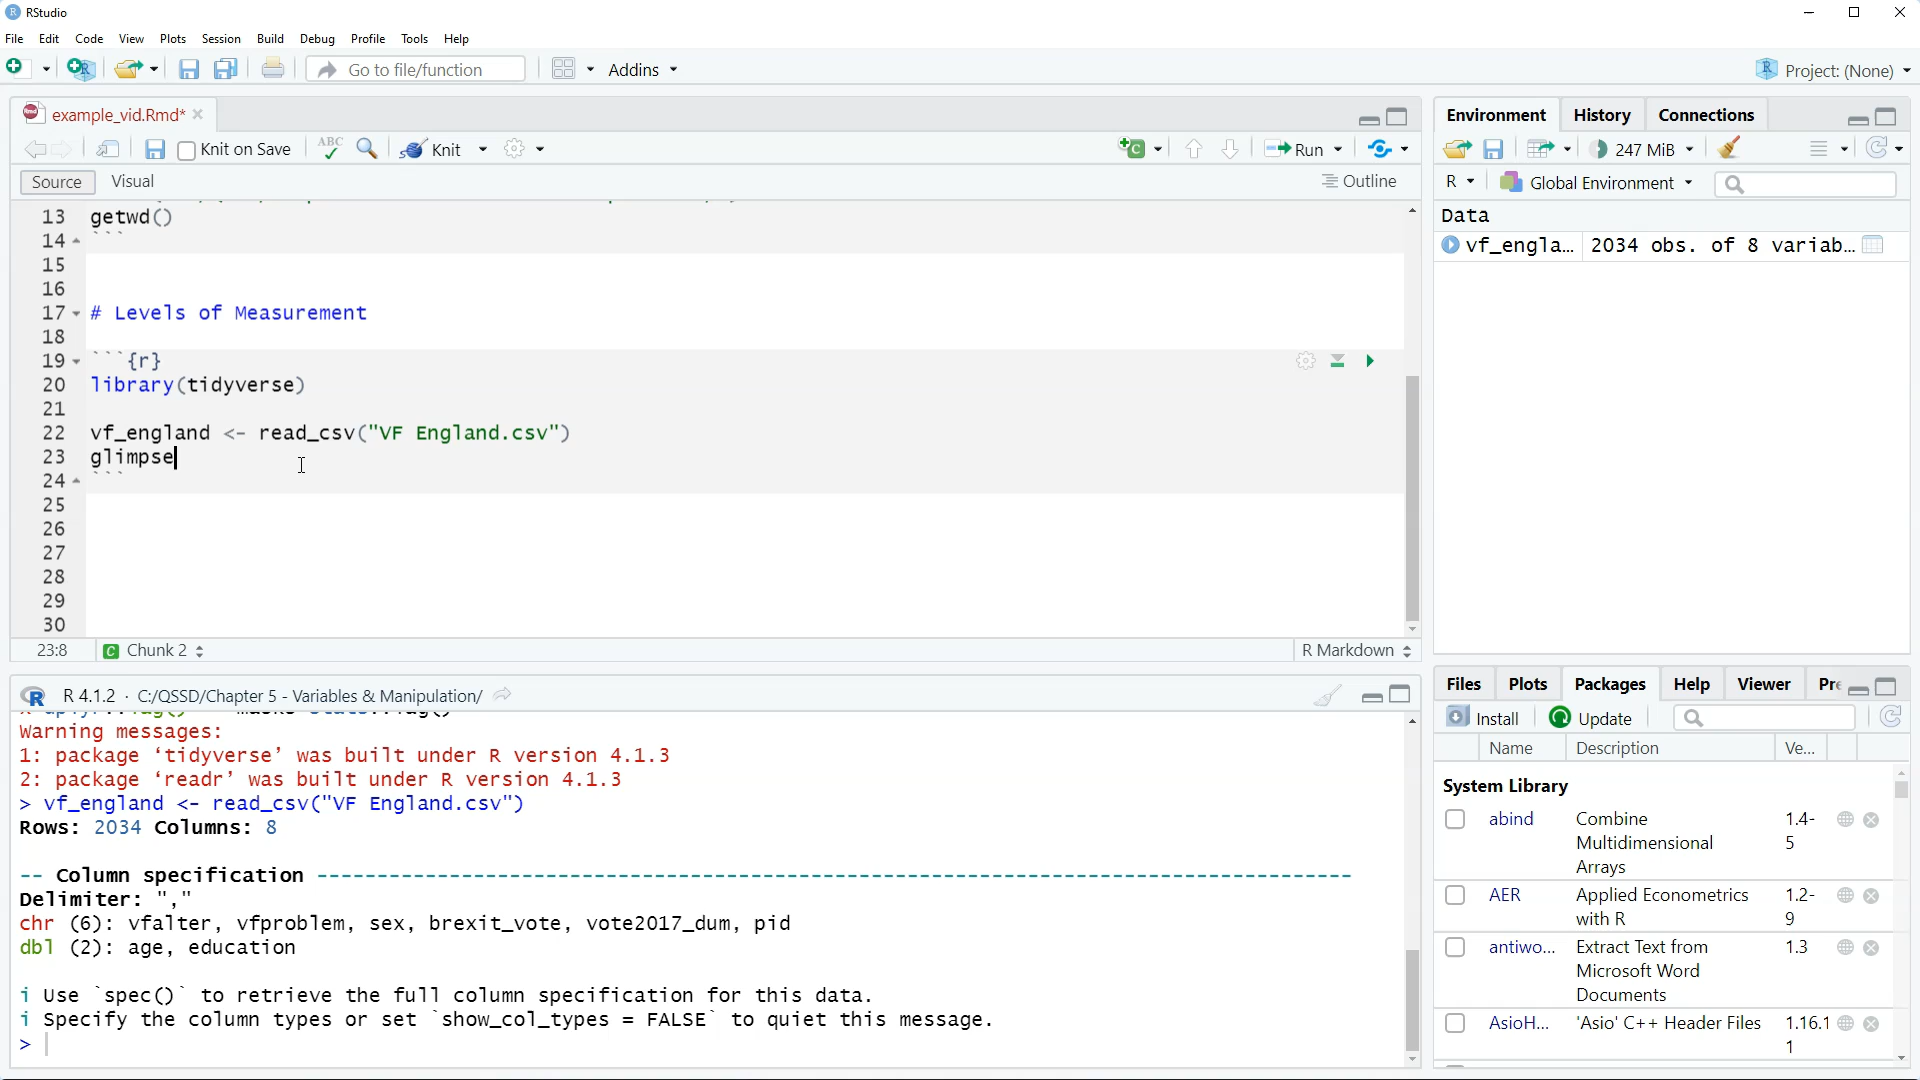 RStudio
File Edit Code View Plots Session Build Debug Profile Tools Help
Go to file/function Addins Project: (None)
example_vid.Rmd*
Knit on Save ABC Knit Run
Source Visual Outline
13 getwd()
14 ```
15
16
17 # Levels of Measurement
18
19 ```{r}
20 library(tidyverse)
21
22 vf_england <- read_csv("VF England.csv")
23 glimpse
24 ```
25
26
27
28
29
30
23:8 Chunk 2 R Markdown
R 4.1.2 · C:/QSSD/Chapter 5 - Variables & Manipulation/
Warning messages:
1: package ‘tidyverse’ was built under R version 4.1.3
2: package ‘readr’ was built under R version 4.1.3
> vf_england <- read_csv("VF England.csv")
Rows: 2034 Columns: 8
-- Column specification ----------------------------------------------------------------------------------------
Delimiter: ","
chr (6): vfalter, vfproblem, sex, brexit_vote, vote2017_dum, pid
dbl (2): age, education
i Use `spec()` to retrieve the full column specification for this data.
i Specify the column types or set `show_col_types = FALSE` to quiet this message.
>
Environment History Connections
247 MiB
R Global Environment
Data
vf_engla… 2034 obs. of 8 variab…
Files Plots Packages Help Viewer Pre
Install Update
Name Description Ve...
System Library
abind Combine 1.4-
Multidimensional 5
Arrays
AER Applied Econometrics 1.2-
with R 9
antiwo... Extract Text from 1.3
Microsoft Word
Documents
AsioH... 'Asio' C++ Header Files 1.16.1
1